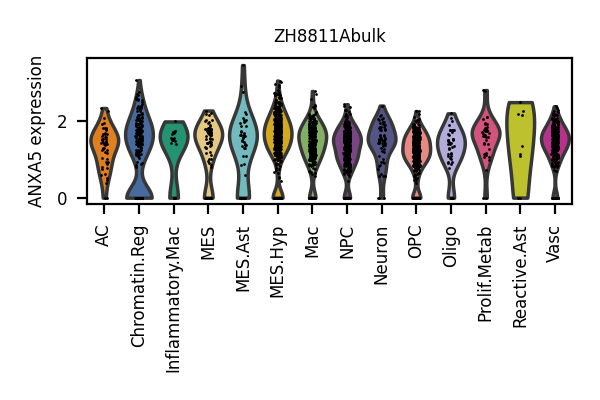 ZH8811Abulk
ANXA5 expression
2
0
AC
Chromatin.Reg
Inflammatory.Mac
MES
MES.Ast
MES.Hyp
Mac
NPC
Neuron
OPC
Oligo
Prolif.Metab
Reactive.Ast
Vasc